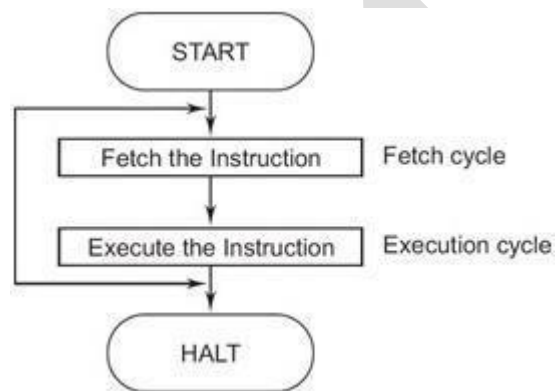 START
Fetch the Instruction Fetch cycle
Execute the Instruction Execution cycle
HALT